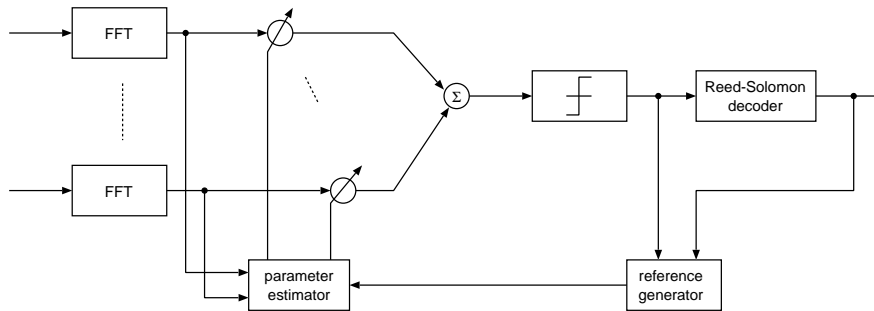 FFT
Σ
Reed-Solomon
decoder
FFT
parameter
estimator
reference
generator